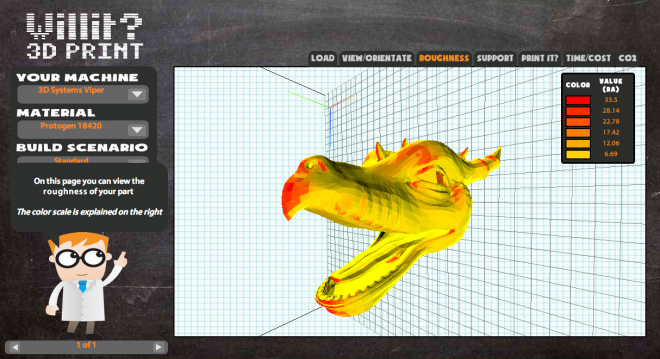 Willit?
3D PRINT
LOAD VIEW/ORIENTATE ROUGHNESS SUPPORT PRINT IT? TIME/COST CO2
YOUR MACHINE
3D Systems Viper
MATERIAL
Protogen 18420
BUILD SCENARIO
Standard
On this page you can view the
roughness of your part
The color scale is explained on the right
COLOR VALUE (RA)
33.5
28.14
22.78
17.42
12.06
6.69
1 of 1